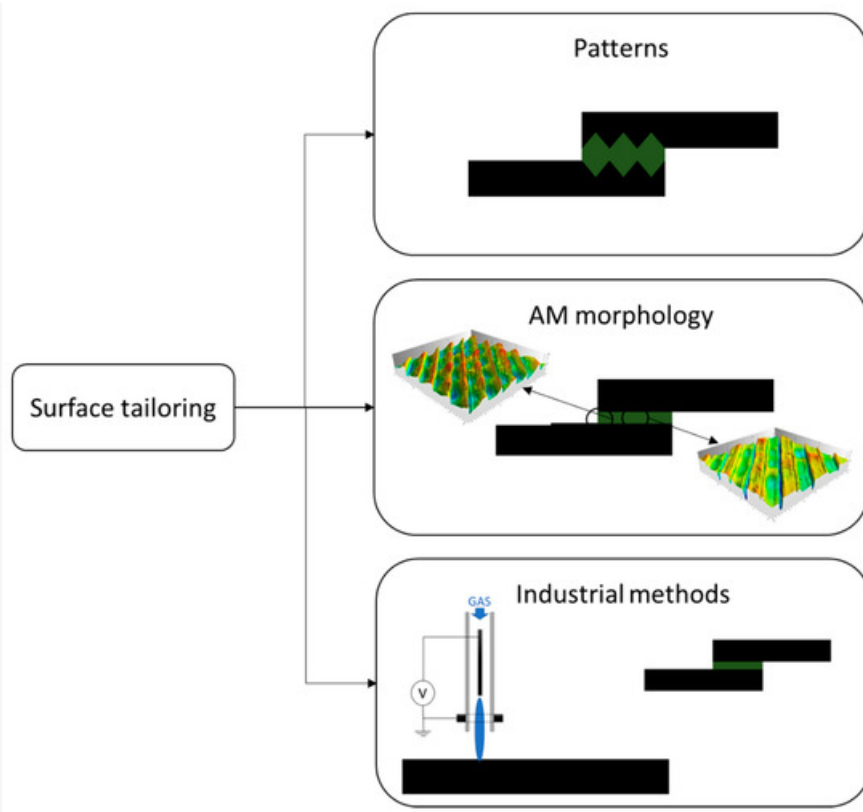 Patterns
AM morphology
Surface tailoring
Industrial methods
GAS
V